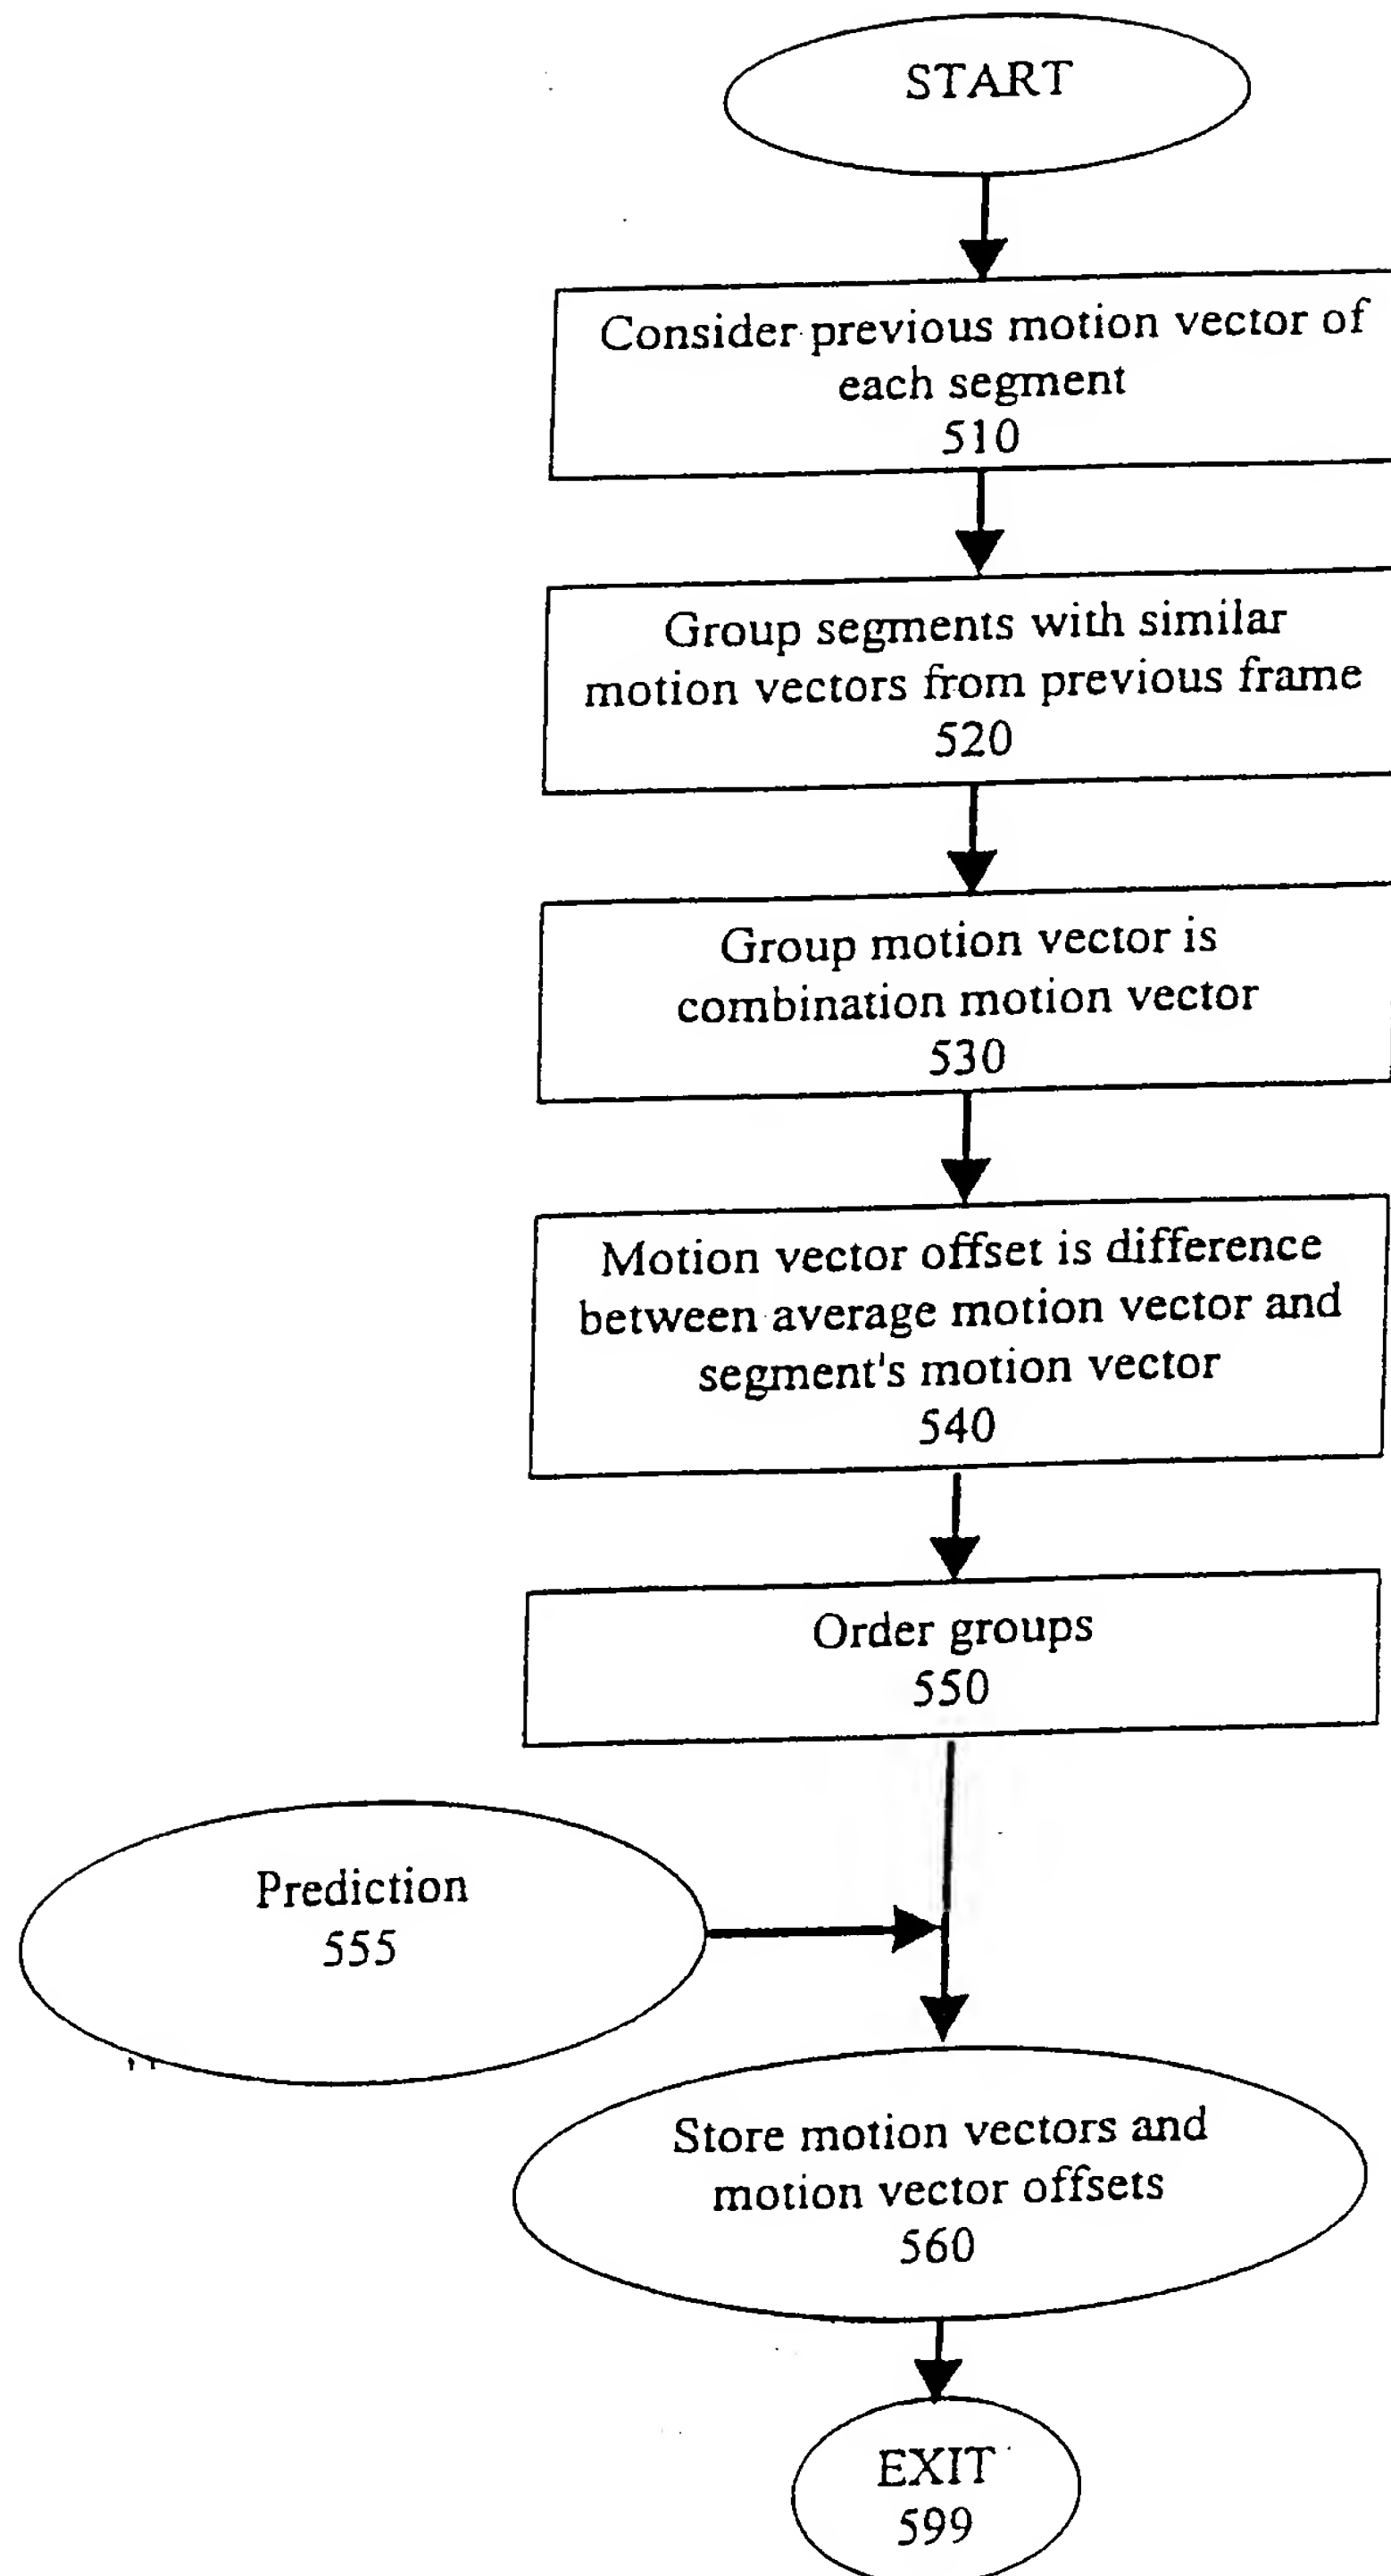 START
Consider previous motion vector of
each segment
510
Group segments with similar
motion vectors from previous frame
520
Group motion vector is
combination motion vector
530
Motion vector offset is difference
between average motion vector and
segment's motion vector
540
Order groups
550
Prediction
555
Store motion vectors and
motion vector offsets
560
EXIT
599